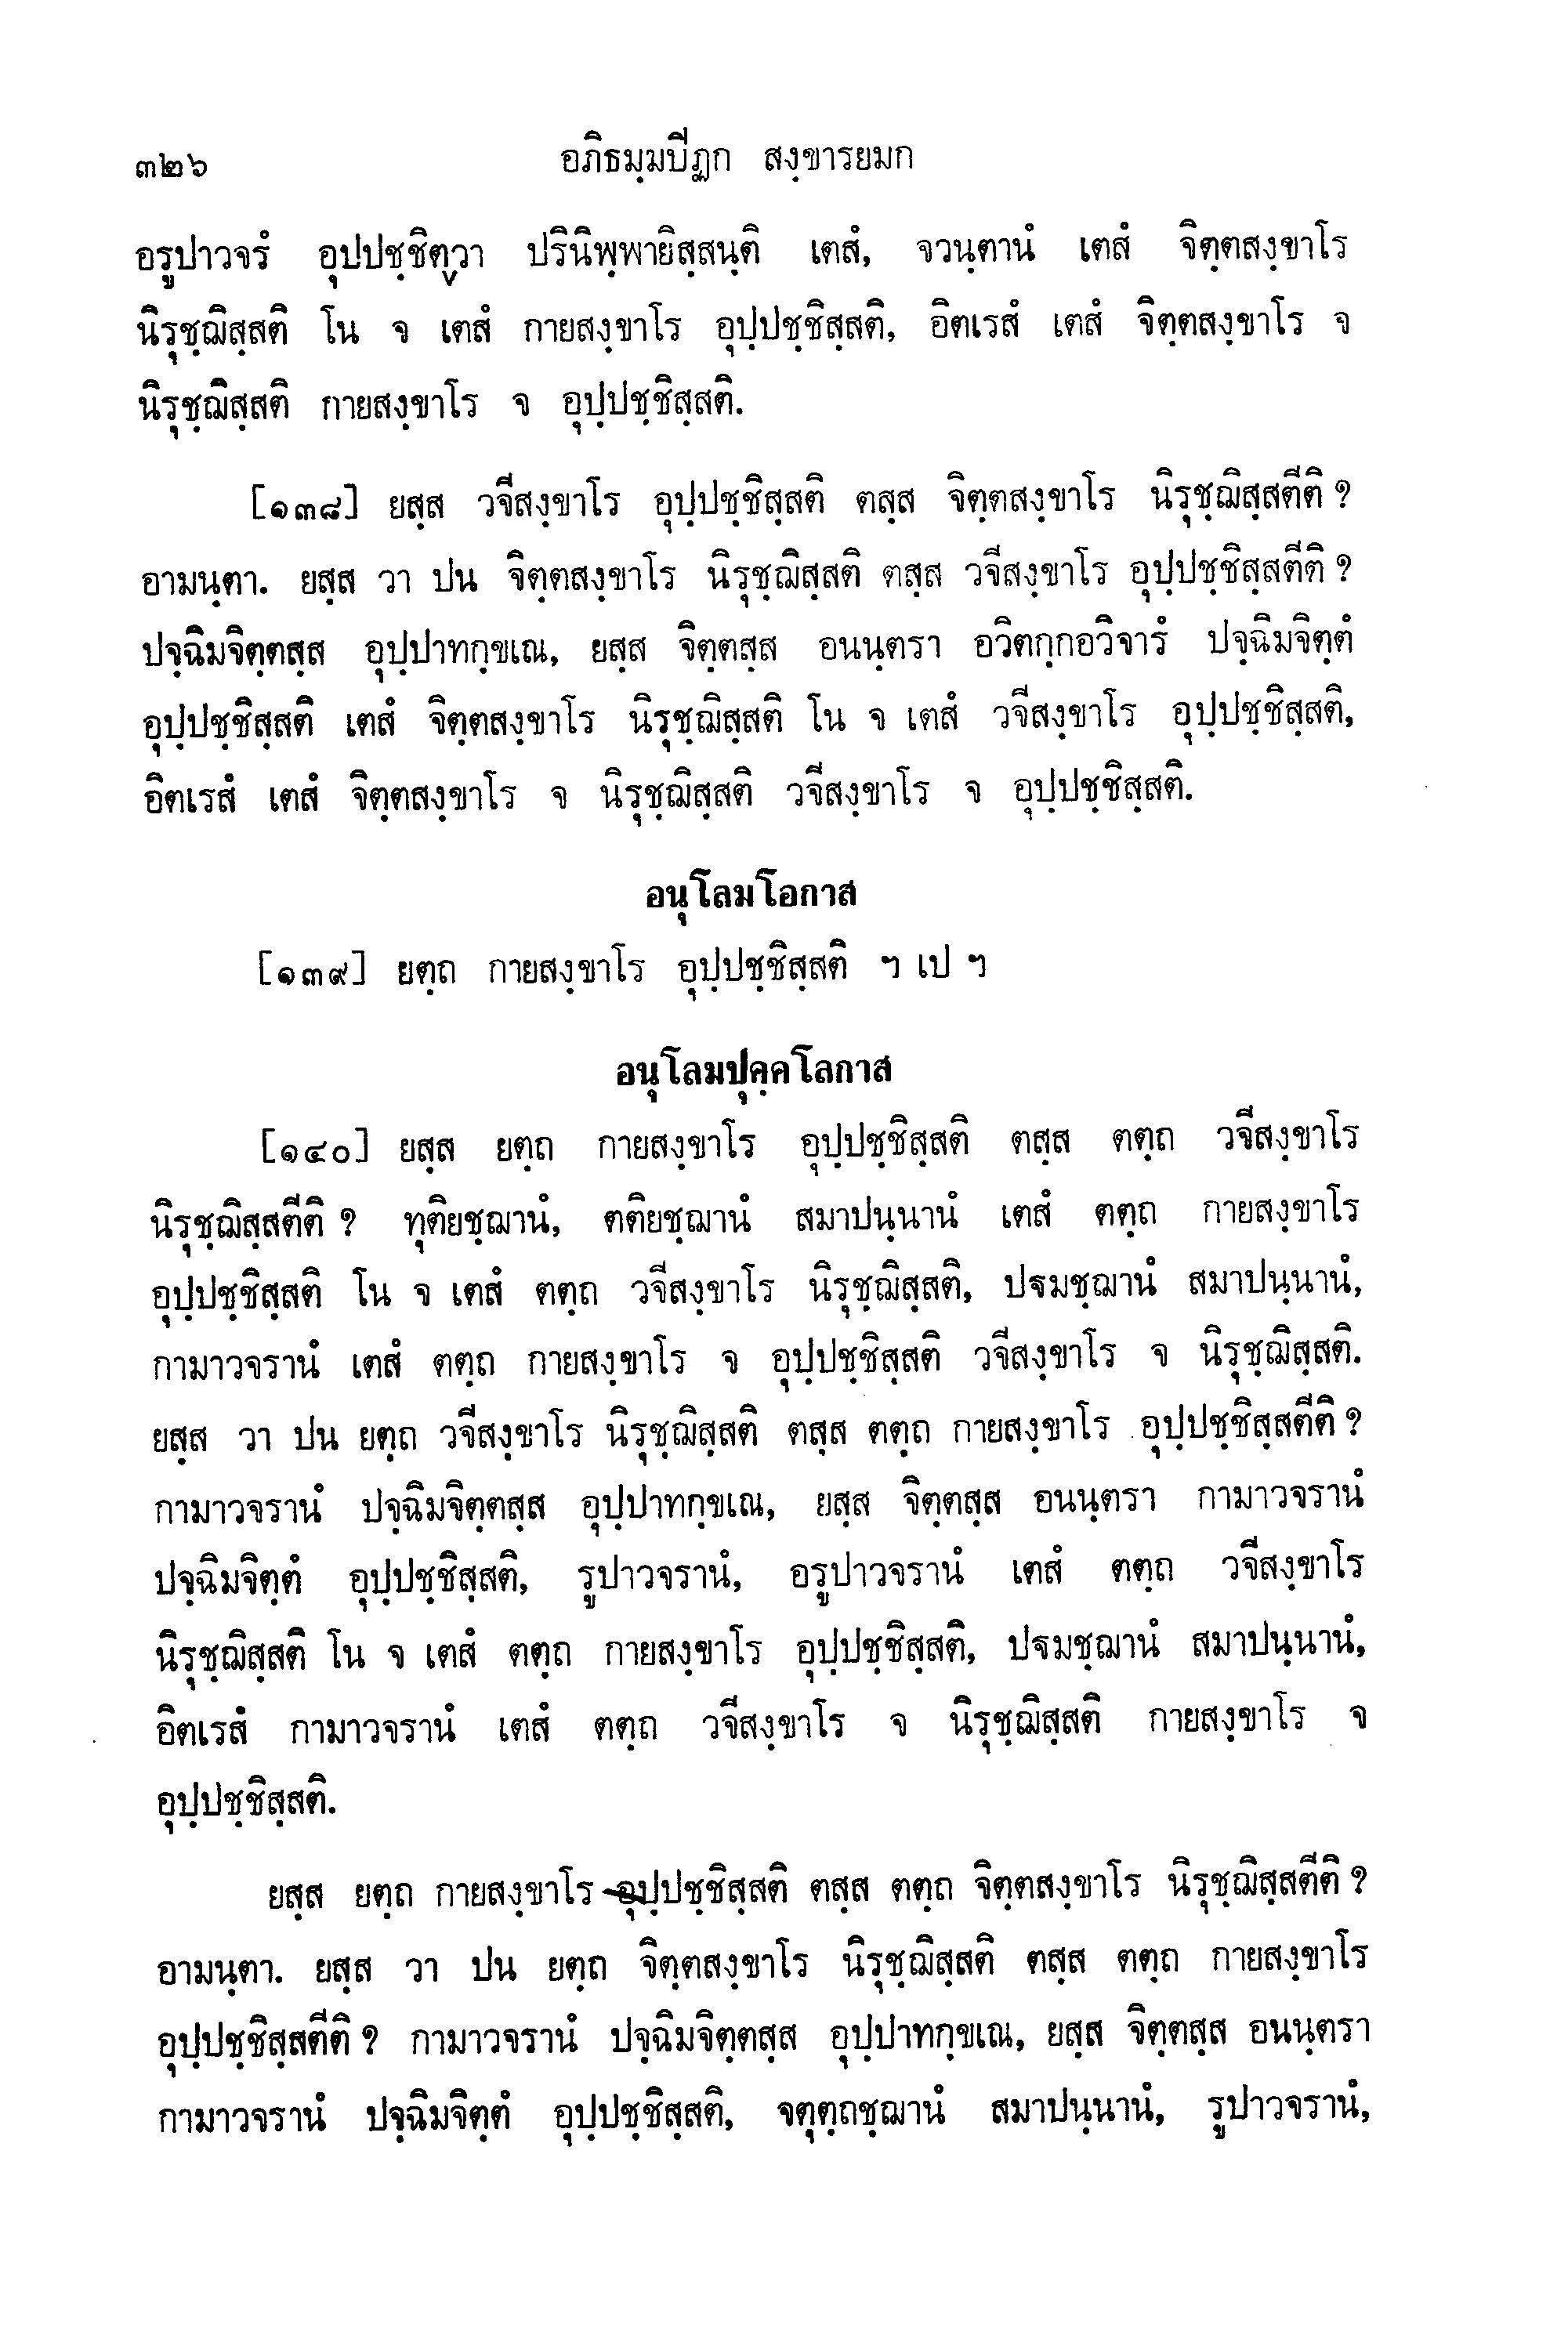 ๓๒๖ อภิธมฺมปีฏก สงฺขารยมก
อรูปาวจรํ อุปปชฺชิตฺวา ปรินิพฺพายิสฺสนฺติ เตสํ, จวนฺตานํ เตสํ จิตฺตสงฺขาโร
นิรุชฺฌิสฺสติ โน จ เตสํ กายสงฺขาโร อุปฺปชฺชิสฺสติ, อิตเรสํ เตสํ จิตฺตสงฺขาโร จ
นิรุชฺฌิสฺสติ กายสงฺขาโร จ อุปฺปชฺชิสฺสติ.
[๑๓๘] ยสฺส วจีสงฺขาโร อุปฺปชฺชิสฺสติ ตสฺส จิตฺตสงฺขาโร นิรุชฺฌิสฺสตีติ ?
อามนฺตา. ยสฺส วา ปน จิตฺตสงฺขาโร นิรุชฺฌิสฺสติ ตสฺส วจีสงฺขาโร อุปฺปชฺชิสฺสตีติ ?
ปจฺฉิมจิตฺตสฺส อุปฺปาทกฺขเณ, ยสฺส จิตฺตสฺส อนนฺตรา อวิตกฺกอวิจารํ ปจฺฉิมจิตฺตํ
อุปฺปชฺชิสฺสติ เตสํ จิตฺตสงฺขาโร นิรุชฺฌิสฺสติ โน จ เตสํ วจีสงฺขาโร อุปฺปชฺชิสฺสติ,
อิตเรสํ เตสํ จิตฺตสงฺขาโร จ นิรุชฺฌิสฺสติ วจีสงฺขาโร จ อุปฺปชฺชิสฺสติ.
อนุโลมโอกาส
[๑๓๙] ยตฺถ กายสงฺขาโร อุปฺปชฺชิสฺสติ ฯ เป ฯ
อนุโลมปุคฺคโลกาส
[๑๔๐] ยสฺส ยตฺถ กายสงฺขาโร อุปฺปชฺชิสฺสติ ตสฺส ตตฺถ วจีสงฺขาโร
นิรุชฺฌิสฺสตีติ ? ทุติยชฺฌานํ, ตติยชฺฌานํ สมาปนฺนานํ เตสํ ตตฺถ กายสงฺขาโร
อุปฺปชฺชิสฺสติ โน จ เตสํ ตตฺถ วจีสงฺขาโร นิรุชฺฌิสฺสติ, ปฐมชฺฌานํ สมาปนฺนานํ,
กามาวจรานํ เตสํ ตตฺถ กายสงฺขาโร จ อุปฺปชฺชิสฺสติ วจีสงฺขาโร จ นิรุชฺฌิสฺสติ.
ยสฺส วา ปน ยตฺถ วจีสงฺขาโร นิรุชฺฌิสฺสติ ตสฺส ตตฺถ กายสงฺขาโร อุปฺปชฺชิสฺสตีติ ?
กามาวจรานํ ปจฺฉิมจิตฺตสฺส อุปฺปาทกฺขเณ, ยสฺส จิตฺตสฺส อนนฺตรา กามาวจรานํ
ปจฺฉิมจิตฺตํ อุปฺปชฺชิสฺสติ, รูปาวจรานํ, อรูปาวจรานํ เตสํ ตตฺถ วจีสงฺขาโร
นิรุชฺฌิสฺสติ โน จ เตสํ ตตฺถ กายสงฺขาโร อุปฺปชฺชิสฺสติ, ปฐมชฺฌานํ สมาปนฺนานํ,
อิตเรสํ กามาวจรานํ เตสํ ตตฺถ วจีสงฺขาโร จ นิรุชฺฌิสฺสติ กายสงฺขาโร จ
อุปฺปชฺชิสฺสติ.
ยสฺส ยตฺถ กายสงฺขาโร อุปฺปชฺชิสฺสติ ตสฺส ตตฺถ จิตฺตสงฺขาโร นิรุชฺฌิสฺสตีติ ?
อามนฺตา. ยสฺส วา ปน ยตฺถ จิตฺตสงฺขาโร นิรุชฺฌิสฺสติ ตสฺส ตตฺถ กายสงฺขาโร
อุปฺปชฺชิสฺสตีติ ? กามาวจรานํ ปจฺฉิมจิตฺตสฺส อุปฺปาทกฺขเณ, ยสฺส จิตฺตสฺส อนนฺตรา
กามาวจรานํ ปจฺฉิมจิตฺตํ อุปฺปชฺชิสฺสติ, จตุตฺถชฺฌานํ สมาปนฺนานํ, รูปาวจรานํ,